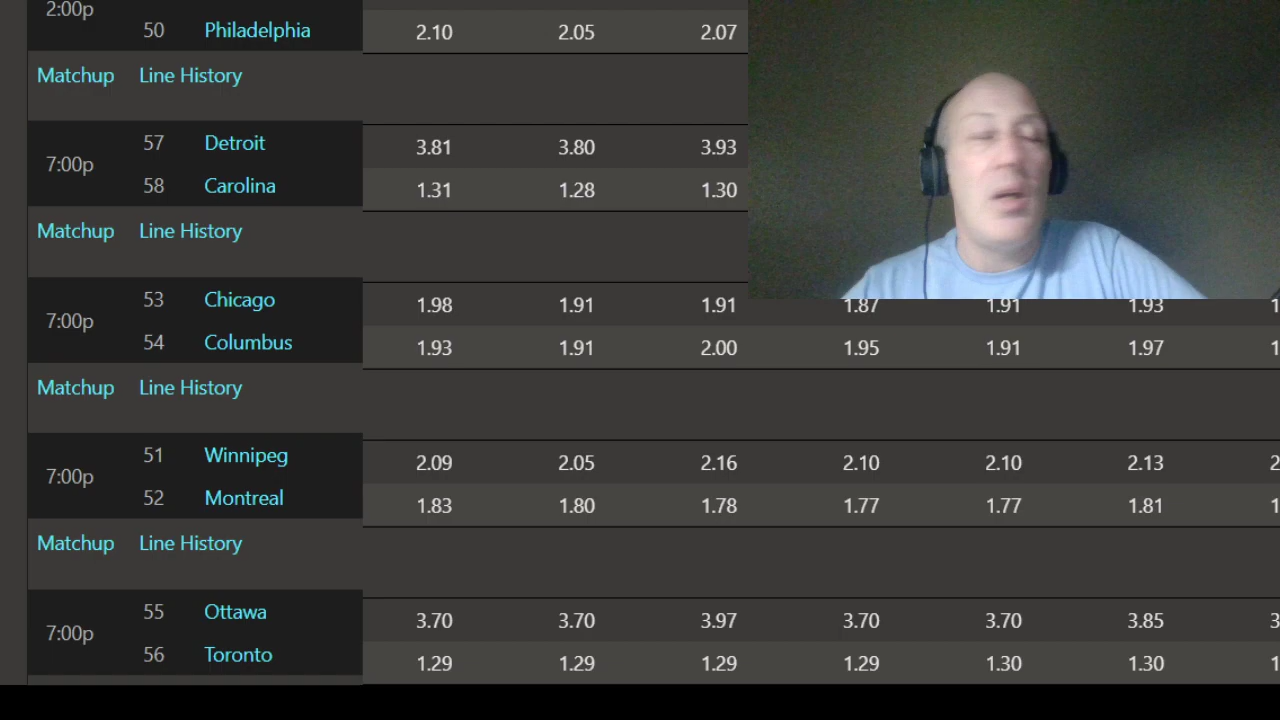 2:00p
50 Philadelphia 2.10 2.05 2.07
Matchup Line History
57 Detroit 3.81 3.80 3.93
7:00p
58 Carolina 1.31 1.28 1.30
Matchup Line History
53 Chicago 1.98 1.91 1.91 1.87 1.91 1.93 1
7:00p
54 Columbus 1.93 1.91 2.00 1.95 1.91 1.97 1
Matchup Line History
51 Winnipeg 2.09 2.05 2.16 2.10 2.10 2.13 2
7:00p
52 Montreal 1.83 1.80 1.78 1.77 1.77 1.81 1
Matchup Line History
55 Ottawa 3.70 3.70 3.97 3.70 3.70 3.85 3
7:00p
56 Toronto 1.29 1.29 1.29 1.29 1.30 1.30 1